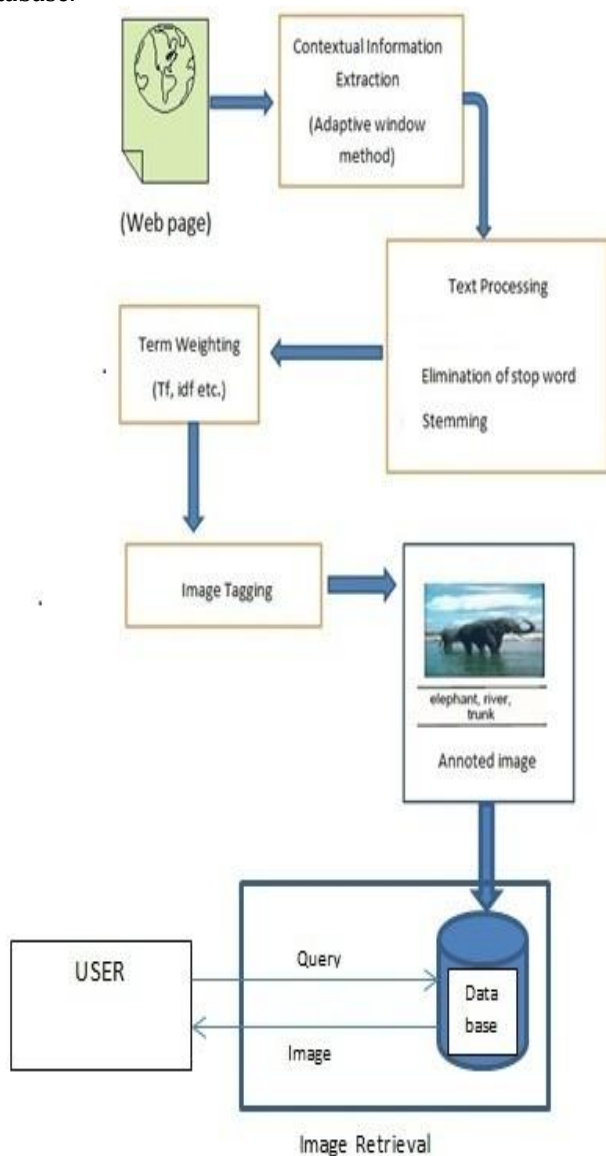 Contextual Information
Extraction
(Adaptive window
method)
(Web page)
Text Processing
Term Weighting
(Tf, idf etc.)
Elimination of stop word
Stemming
Image Tagging
elephant, river,
trunk
Annoted image
USER
Query
Data
base
Image
Image Retrieval